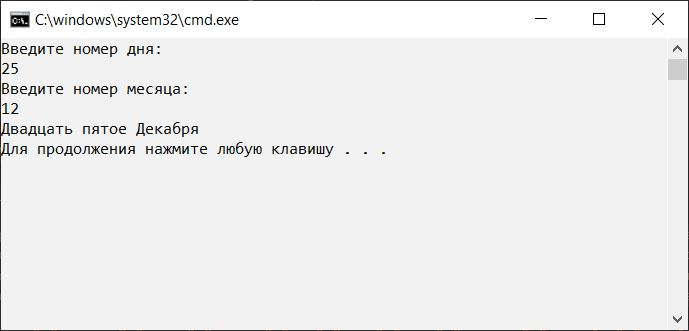 C:\windows\system32\cmd.exe
Введите номер дня:
25
Введите номер месяца:
12
Двадцать пятое Декабря
Для продолжения нажмите любую клавишу . . .